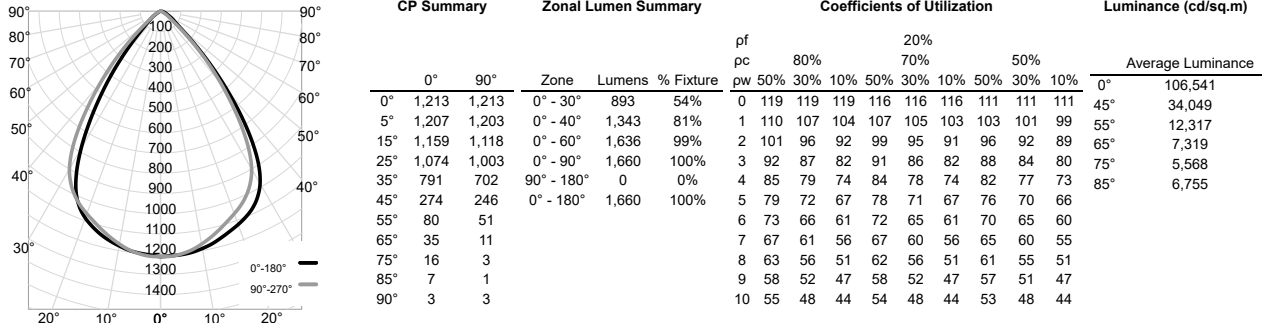 90° 90°
80° 80°
70° 70°
60° 60°
50° 50°
40° 40°
30°
20° 10° 0° 10° 20°
100
200
300
400
500
600
700
800
900
1000
1100
1200
1300
1400
0°-180°
90°-270°
CP Summary
0° 90°
0° 1,213 1,213
5° 1,207 1,203
15° 1,159 1,118
25° 1,074 1,003
35° 791 702
45° 274 246
55° 80 51
65° 35 11
75° 16 3
85° 7 1
90° 3 3
Zonal Lumen Summary
Zone Lumens % Fixture
0° - 30° 893 54%
0° - 40° 1,343 81%
0° - 60° 1,636 99%
0° - 90° 1,660 100%
90° - 180° 0 0%
0° - 180° 1,660 100%
Coefficients of Utilization
ρf 20%
ρc 80% 70% 50%
ρw 50% 30% 10% 50% 30% 10% 50% 30% 10%
0 119 119 119 116 116 116 111 111 111
1 110 107 104 107 105 103 103 101 99
2 101 96 92 99 95 91 96 92 89
3 92 87 82 91 86 82 88 84 80
4 85 79 74 84 78 74 82 77 73
5 79 72 67 78 71 67 76 70 66
6 73 66 61 72 65 61 70 65 60
7 67 61 56 67 60 56 65 60 55
8 63 56 51 62 56 51 61 55 51
9 58 52 47 58 52 47 57 51 47
10 55 48 44 54 48 44 53 48 44
Luminance (cd/sq.m)
Average Luminance
0° 106,541
45° 34,049
55° 12,317
65° 7,319
75° 5,568
85° 6,755